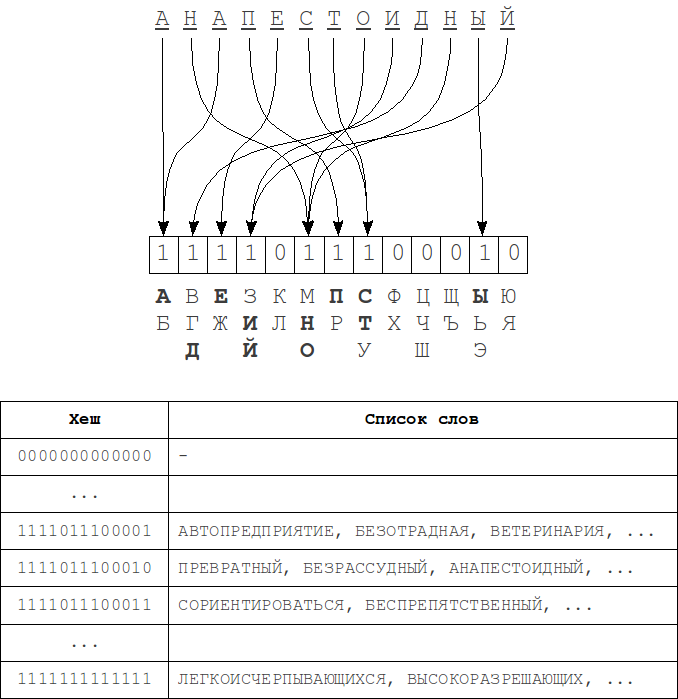 А Н А П Е С Т О И Д Н Ы Й
1 1 1 1 0 1 1 1 0 0 0 1 0
А В Е З К М П С Ф Ц Щ Ы Ю
Б Г Ж И Л Н Р Т Х Ч Ъ Ь Я
Д Й О У Ш Э
Хеш Список слов
0000000000000 -
...
1111011100001 АВТОПРЕДПРИЯТИЕ, БЕЗОТРАДНАЯ, ВЕТЕРИНАРИЯ, ...
1111011100010 ПРЕВРАТНЫЙ, БЕЗРАССУДНЫЙ, АНАПЕСТОИДНЫЙ, ...
1111011100011 СОРИЕНТИРОВАТЬСЯ, БЕСПРЕПЯТСТВЕННЫЙ, ...
...
1111111111111 ЛЕГКОИСЧЕРПЫВАЮЩИХСЯ, ВЫСОКОРАЗРЕШАЮЩИХ, ...